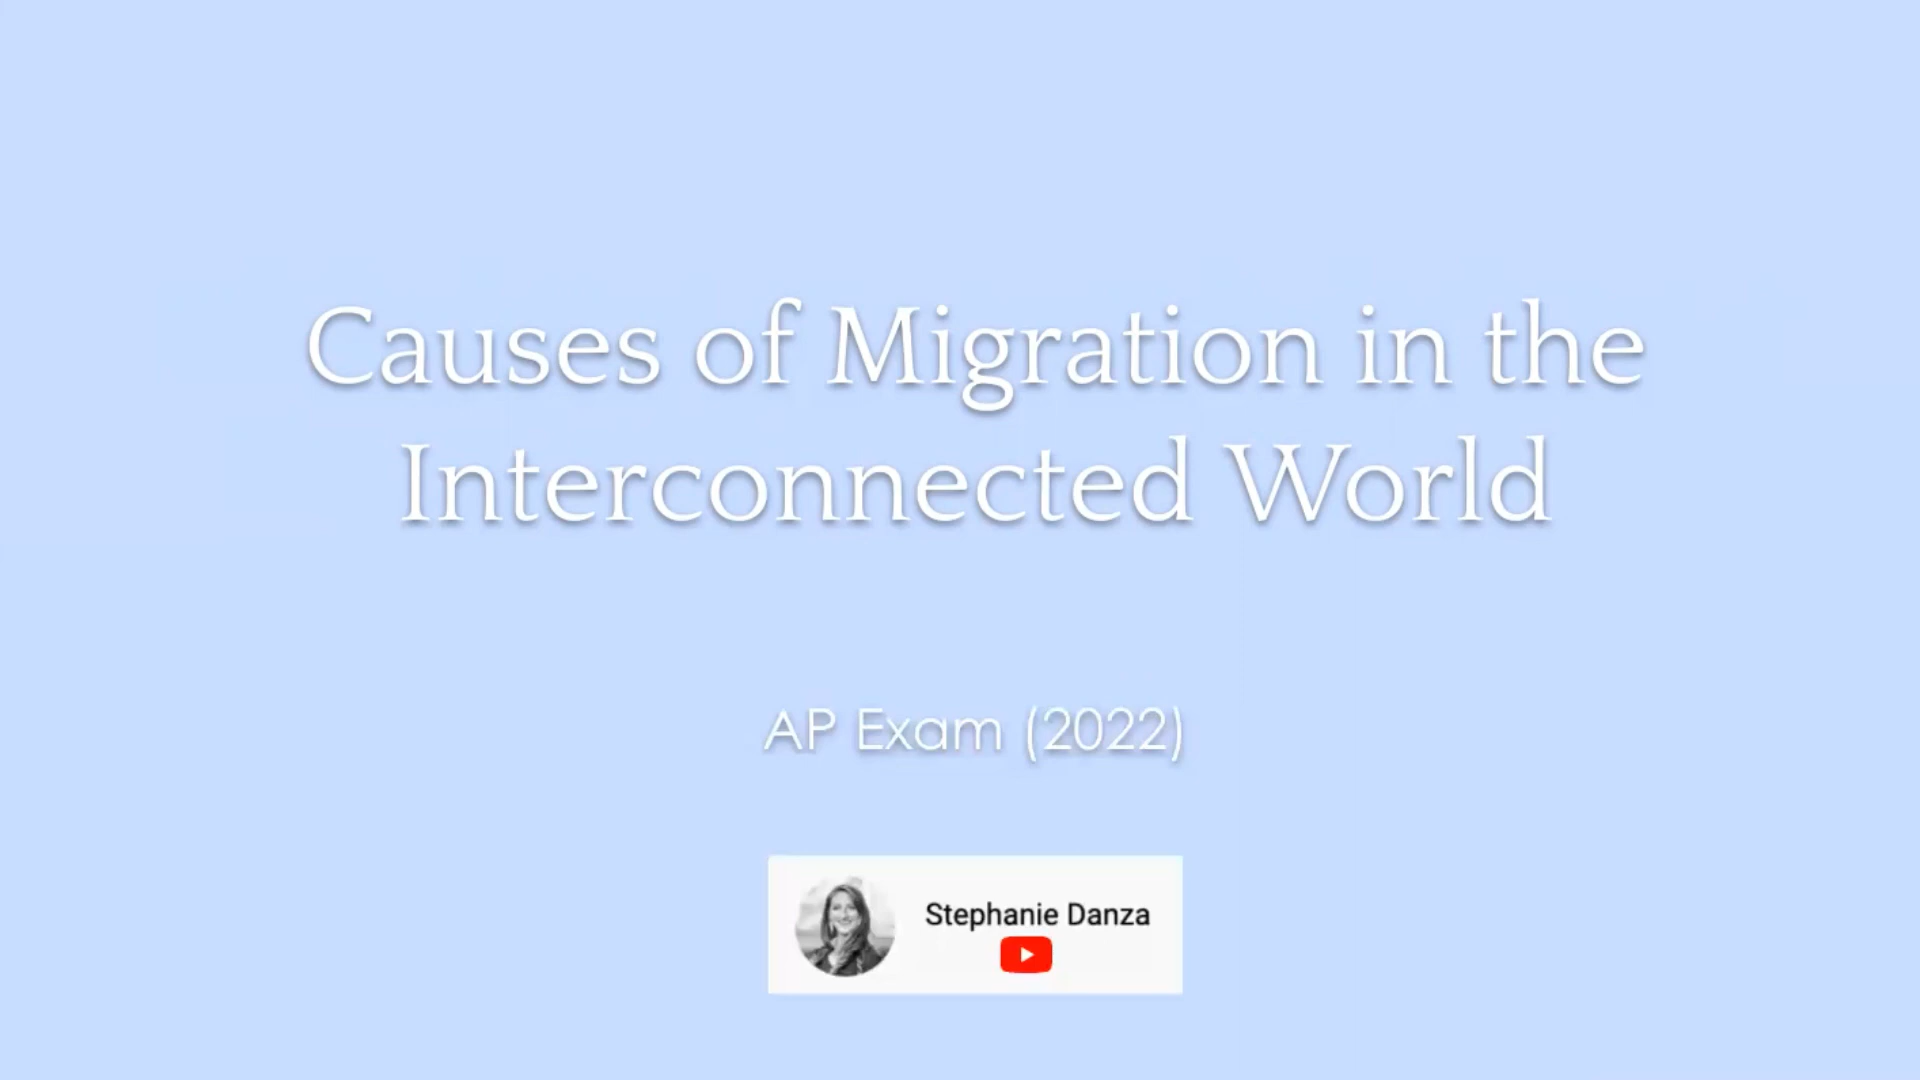 Causes of Migration in the
Interconnected World
AP Exam (2022)
Stephanie Danza